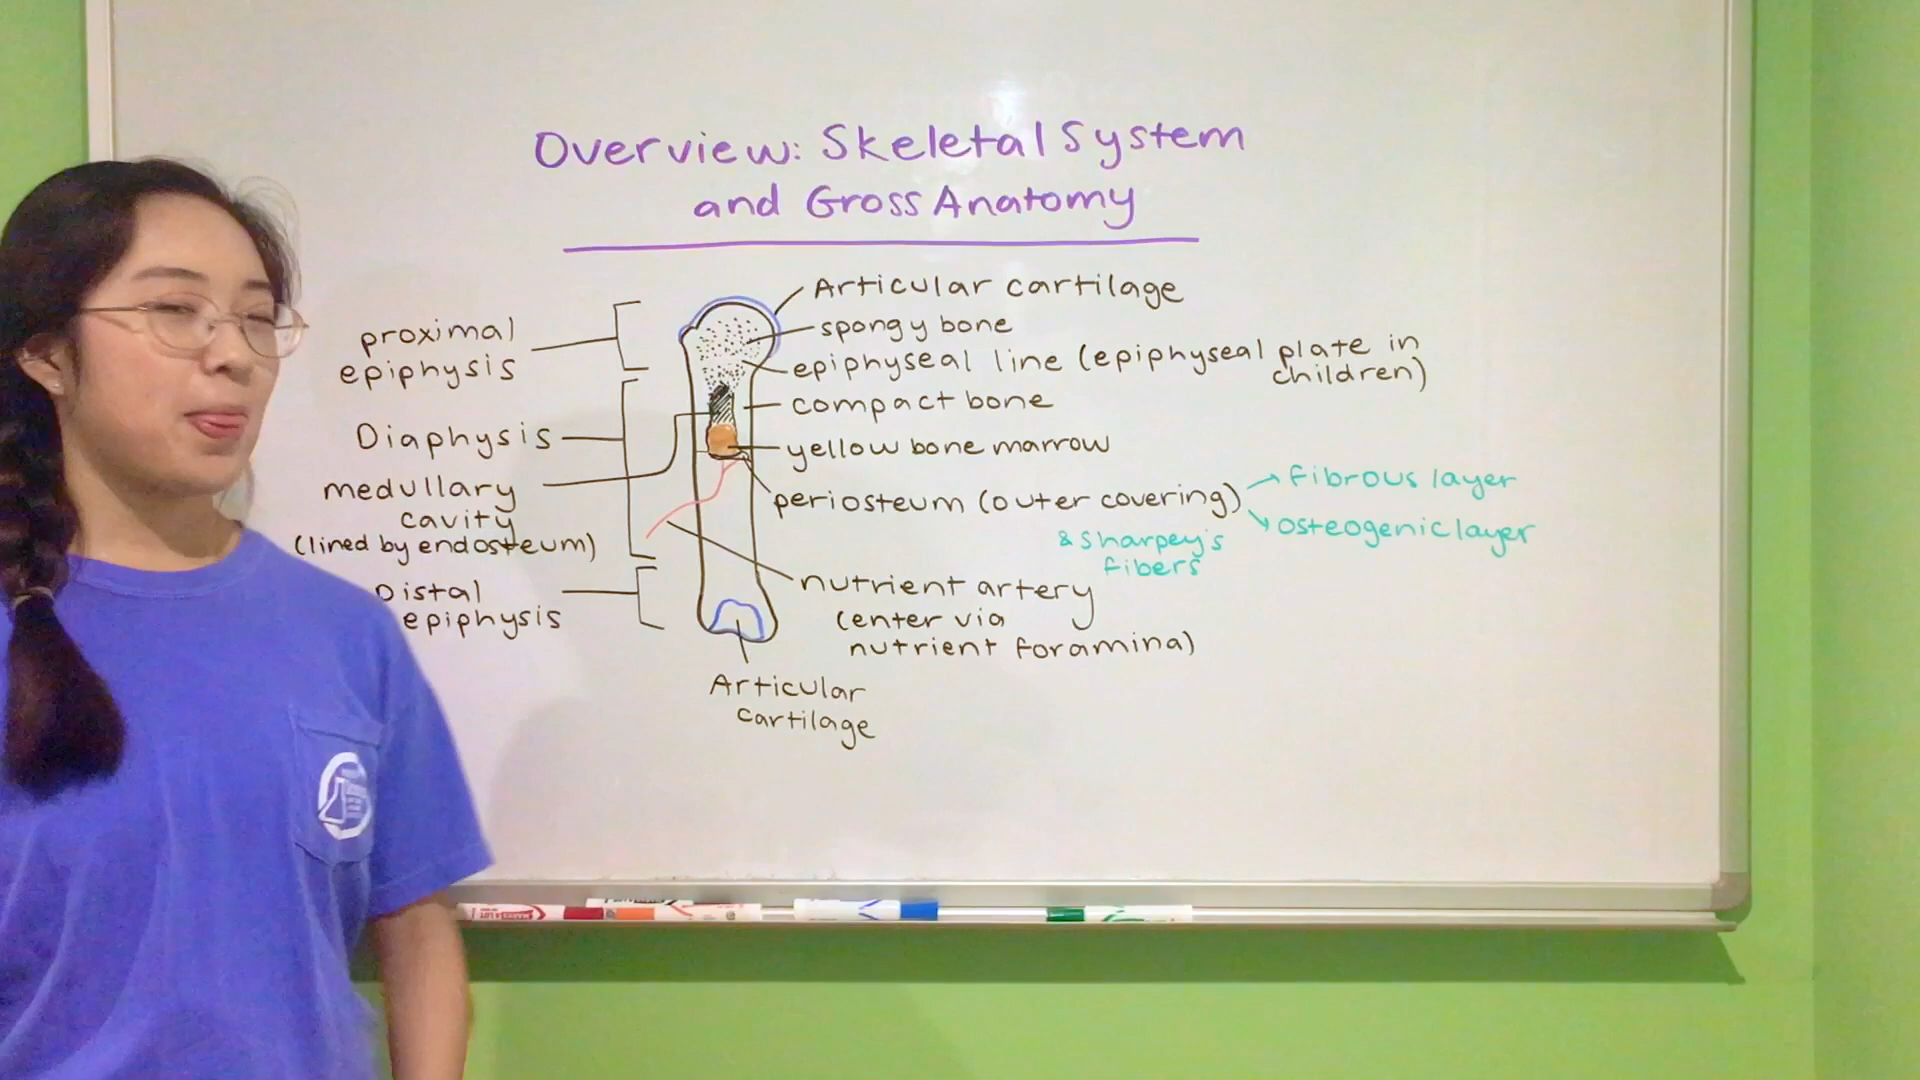 Overview: Skeletal System
and Gross Anatomy
Articular cartilage
spongy bone
epiphyseal line (epiphyseal plate in
children)
compact bone
yellow bone marrow
periosteum (outer covering)
fibrous layer
osteogenic layer
& Sharpey's
fibers
nutrient artery
(enter via
nutrient foramina)
Articular
cartilage
proximal
epiphysis
Diaphysis
medullary
cavity
(lined by endosteum)
Distal
epiphysis